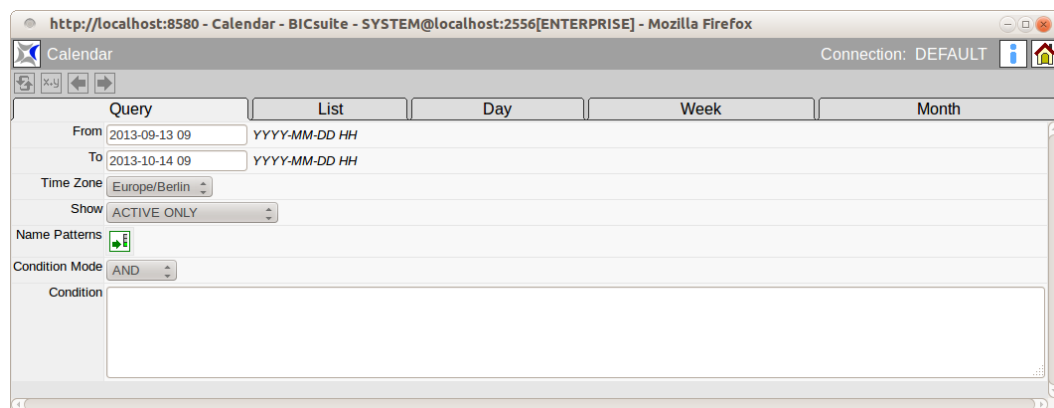 http://localhost:8580 - Calendar - BICsuite - SYSTEM@localhost:2556[ENTERPRISE] - Mozilla Firefox
Calendar Connection: DEFAULT
x.y
Query List Day Week Month
From 2013-09-13 09 YYYY-MM-DD HH
To 2013-10-14 09 YYYY-MM-DD HH
Time Zone Europe/Berlin
Show ACTIVE ONLY
Name Patterns
Condition Mode AND
Condition